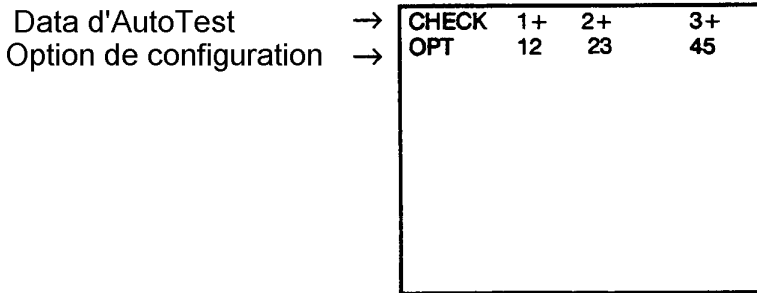 Data d'AutoTest → CHECK 1+ 2+ 3+
Option de configuration → OPT 12 23 45